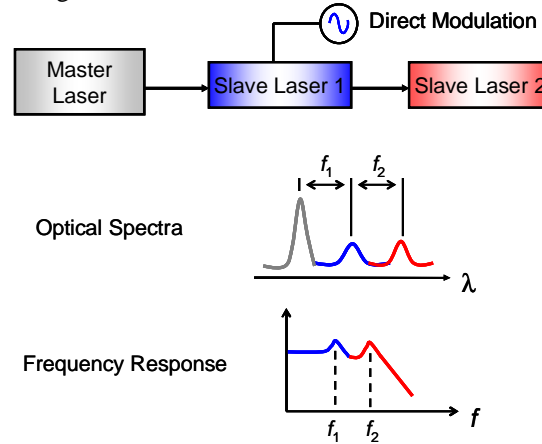 Direct Modulation
Master
Laser
Slave Laser 1
Slave Laser 2
f1
f2
Optical Spectra
λ
Frequency Response
f1
f2
f